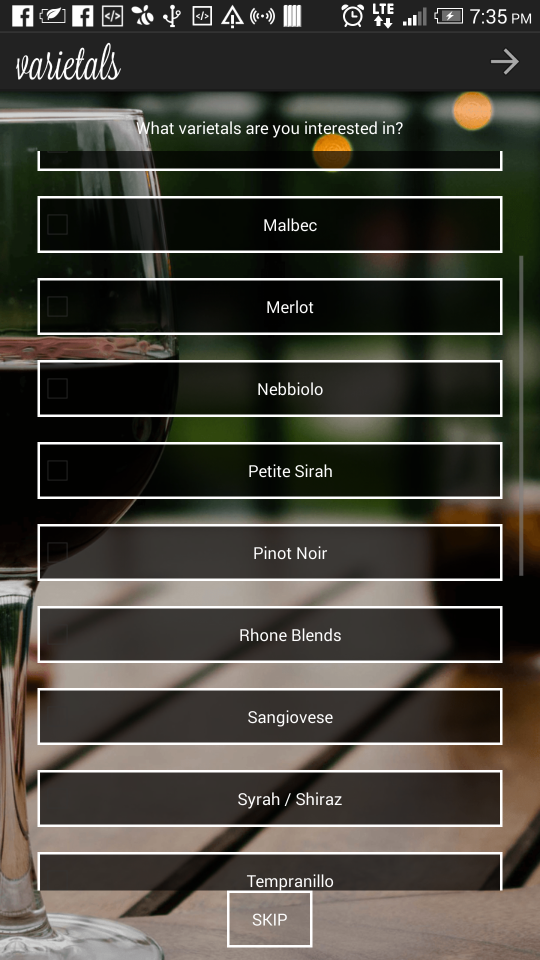 LTE
7:35 PM
varietals
What varietals are you interested in?
Malbec
Merlot
Nebbiolo
Petite Sirah
Pinot Noir
Rhone Blends
Sangiovese
Syrah / Shiraz
Tempranillo
SKIP